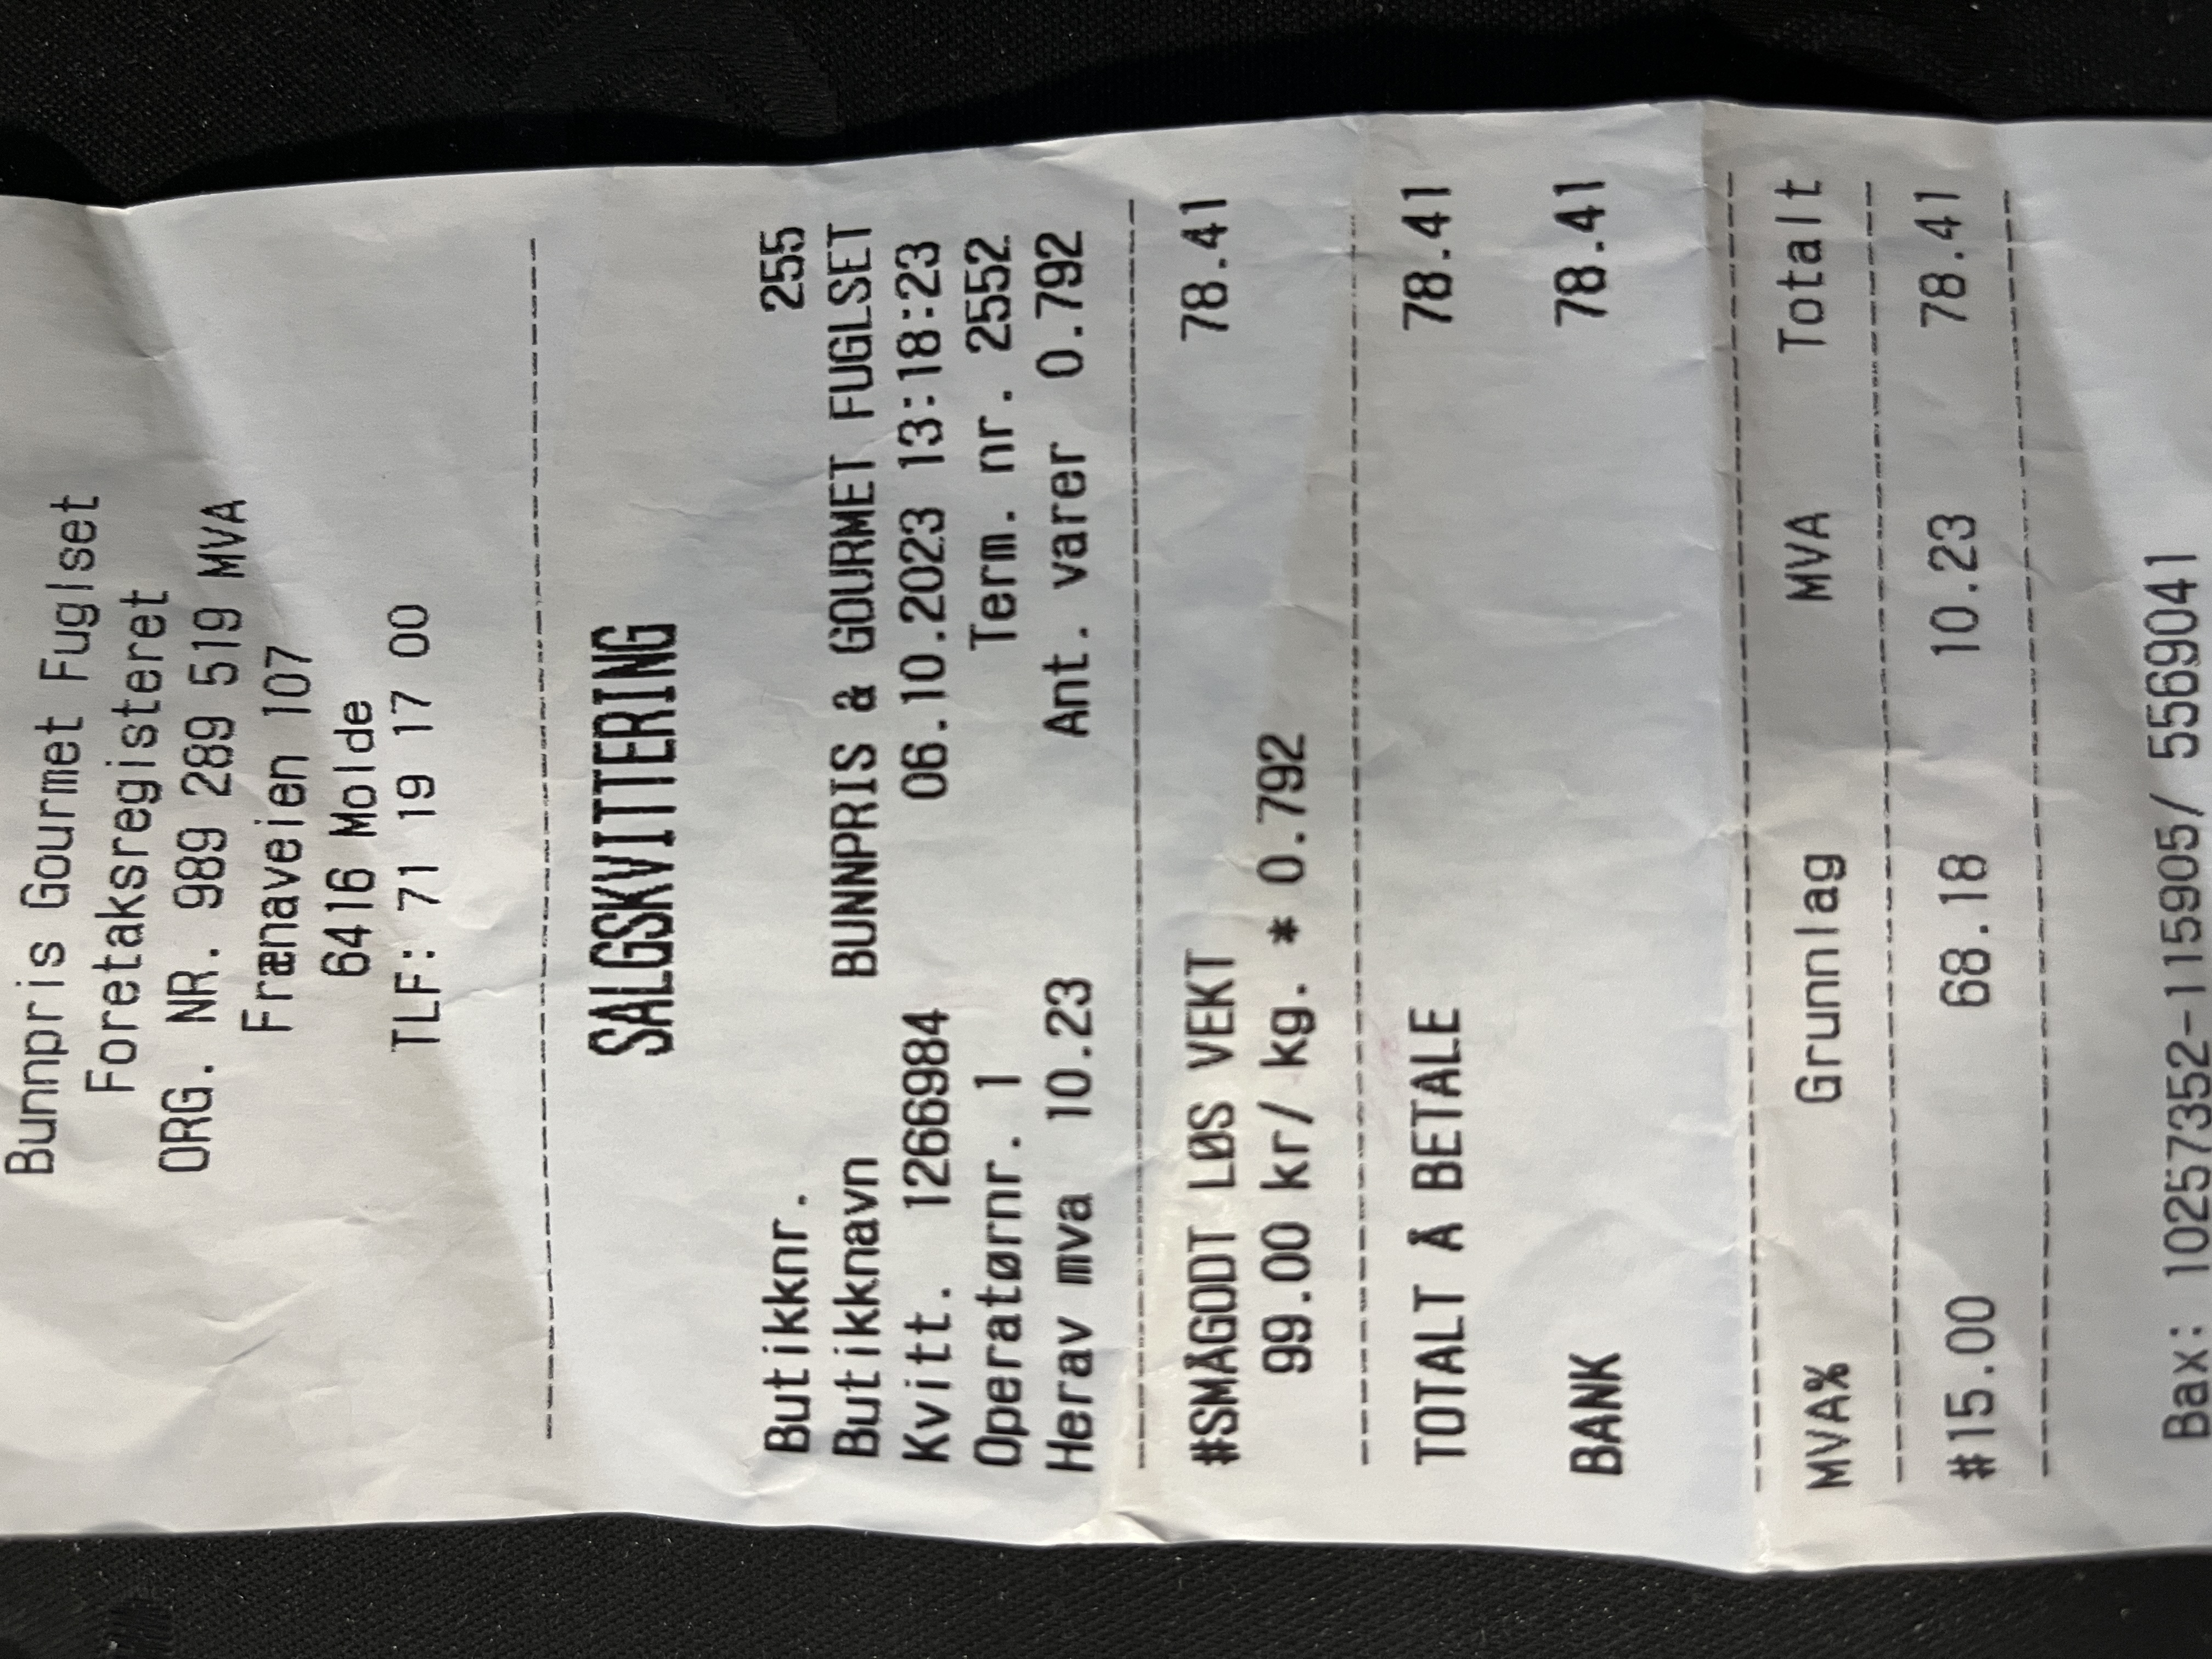 Bunnpris Gourmet Fuglset
Foretaksregisteret
ORG. NR. 989 289 519 MVA
Frænaveien 107
6416 Molde
TLF: 71 19 17 00
SALGSKVITTERING
Butikknr. 255
Butikknavn BUNNPRIS & GOURMET FUGLSET
Kvitt. 1266984 06.10.2023 13:18:23
Operatørnr. 1 Term. nr. 2552
Herav mva 10.23 Ant. varer 0.792
#SMÅGODT LØS VEKT 78.41
99.00 kr/ kg. * 0.792
TOTALT Å BETALE 78.41
BANK 78.41
MVA% Grunnlag MVA Totalt
#15.00 68.18 10.23 78.41
Bax: 10257352-115905/ 5569041